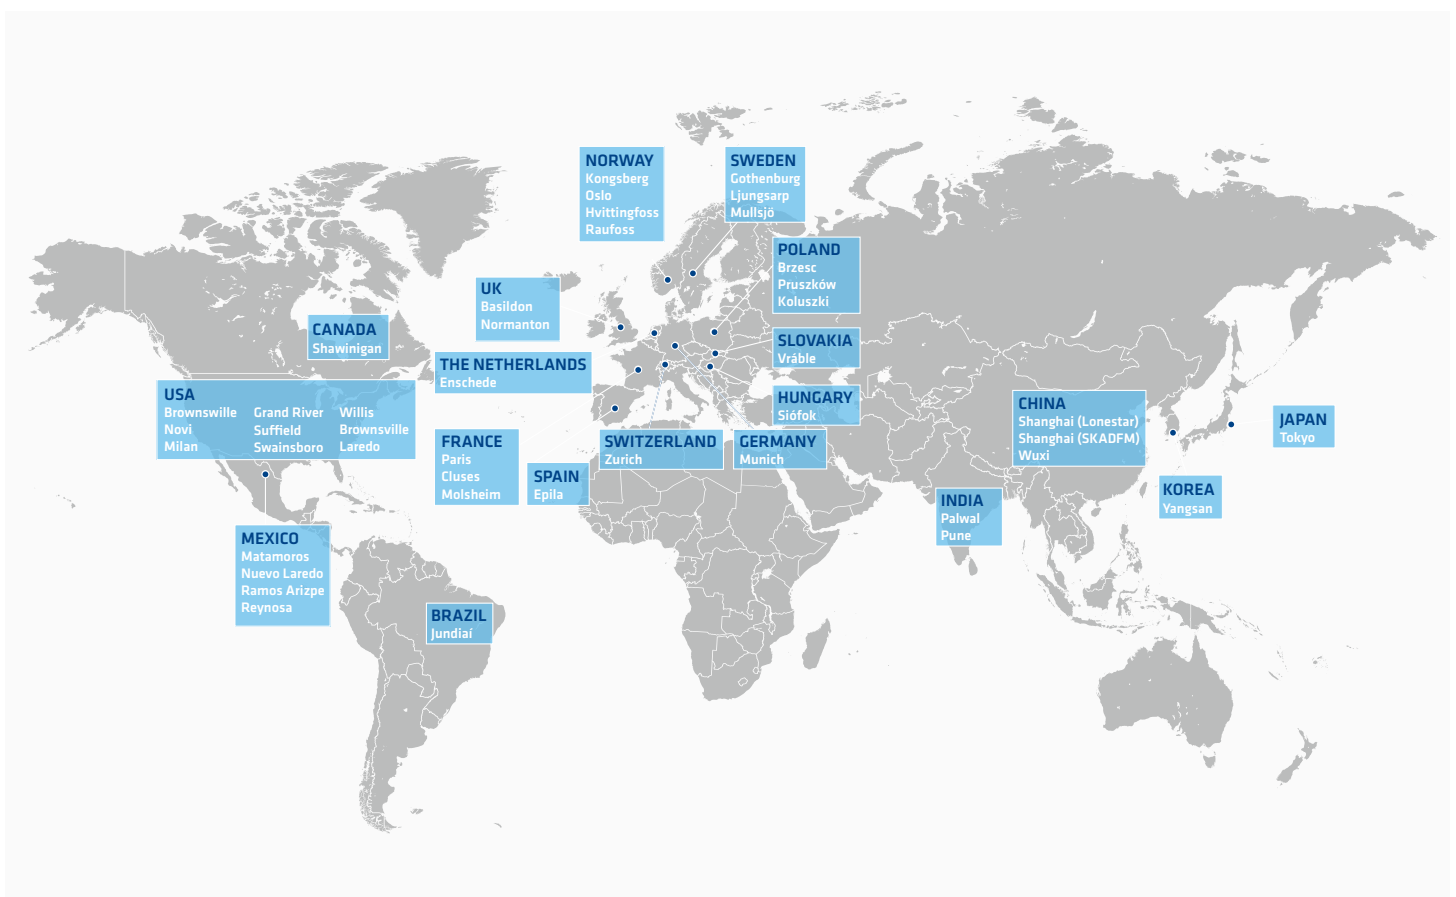 NORWAY
Kongsberg
Oslo
Hvittingfoss
Raufoss
SWEDEN
Gothenburg
Ljungsarp
Mullsjö
POLAND
Brzesc
Pruszków
Koluszki
UK
Basildon
Normanton
CANADA
Shawinigan
SLOVAKIA
Vráble
THE NETHERLANDS
Enschede
USA
Brownswille
Novi
Milan
Grand River
Suffield
Swainsboro
Willis
Brownsville
Laredo
HUNGARY
Siófok
CHINA
Shanghai (Lonestar)
Shanghai (SKADFM)
Wuxi
JAPAN
Tokyo
FRANCE
Paris
Cluses
Molsheim
SWITZERLAND
Zurich
GERMANY
Munich
SPAIN
Epila
KOREA
Yangsan
INDIA
Palwal
Pune
MEXICO
Matamoros
Nuevo Laredo
Ramos Arizpe
Reynosa
BRAZIL
Jundiaí